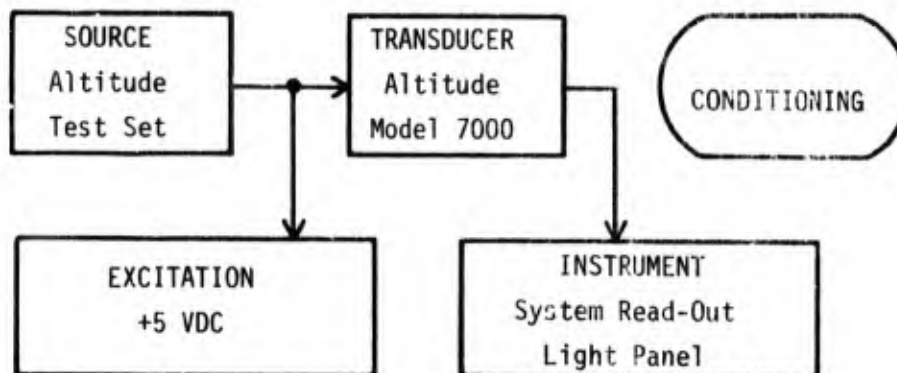 SOURCE
Altitude
Test Set
TRANSDUCER
Altitude
Model 7000
CONDITIONING
EXCITATION
+5 VDC
INSTRUMENT
System Read-Out
Light Panel